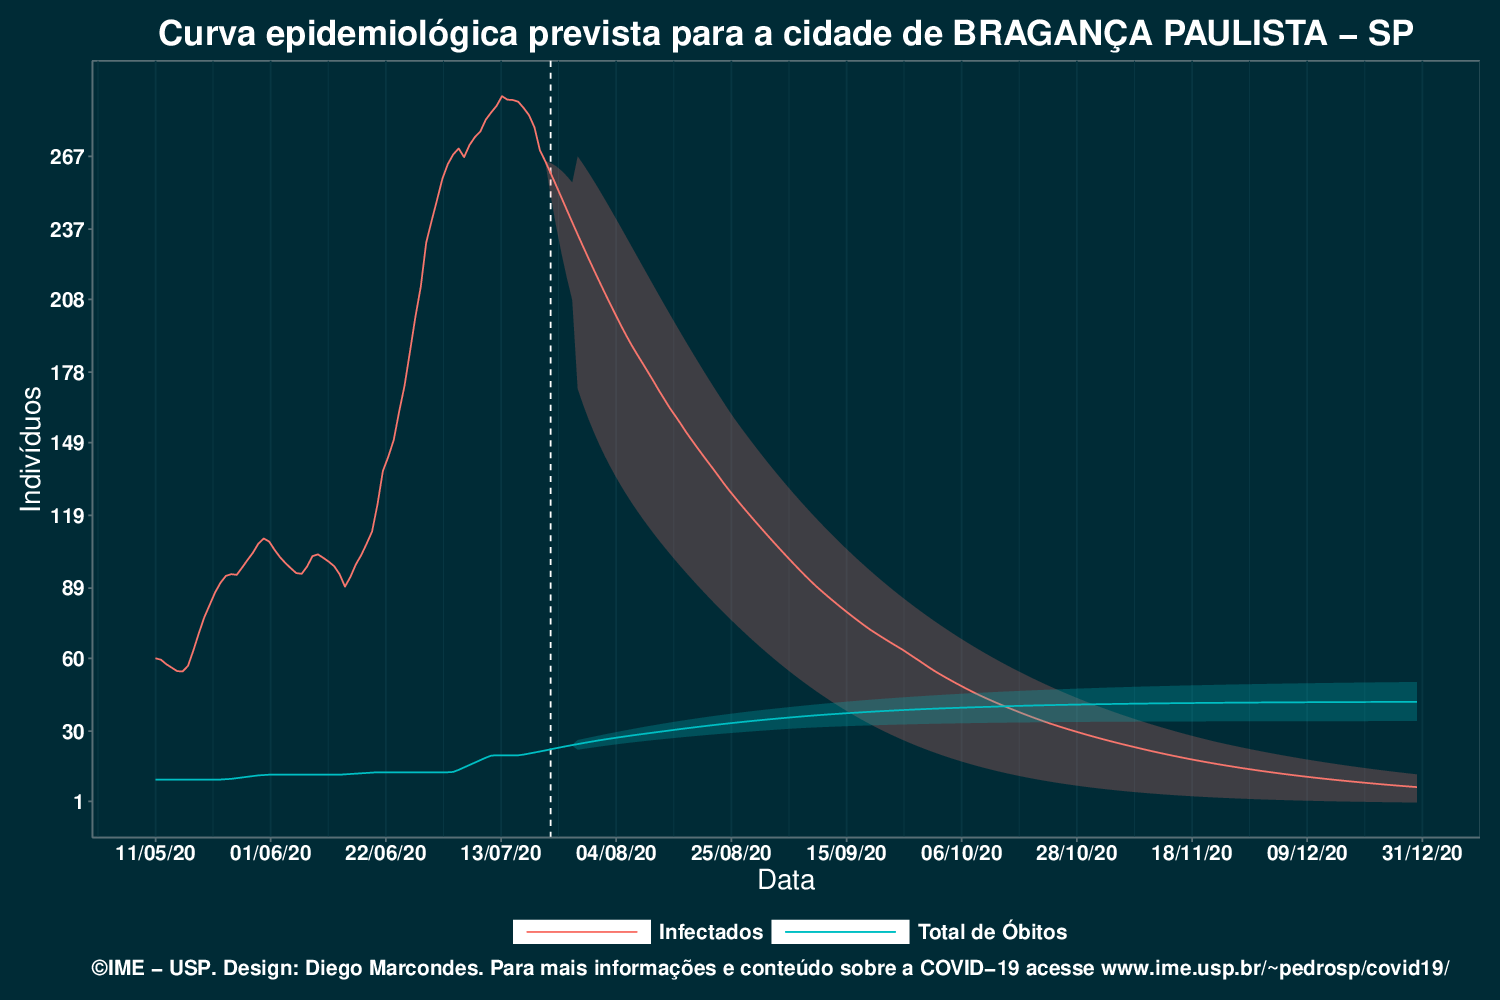 Curva epidemiológica prevista para a cidade de BRAGANÇA PAULISTA – SP
267
237
208
178
149
119
89
60
30
1
Indivíduos
11/05/20 01/06/20 22/06/20 13/07/20 04/08/20 25/08/20 15/09/20 06/10/20 28/10/20 18/11/20 09/12/20 31/12/20
Data
Infectados Total de Óbitos
©IME – USP. Design: Diego Marcondes. Para mais informações e conteúdo sobre a COVID–19 acesse www.ime.usp.br/~pedrosp/covid19/